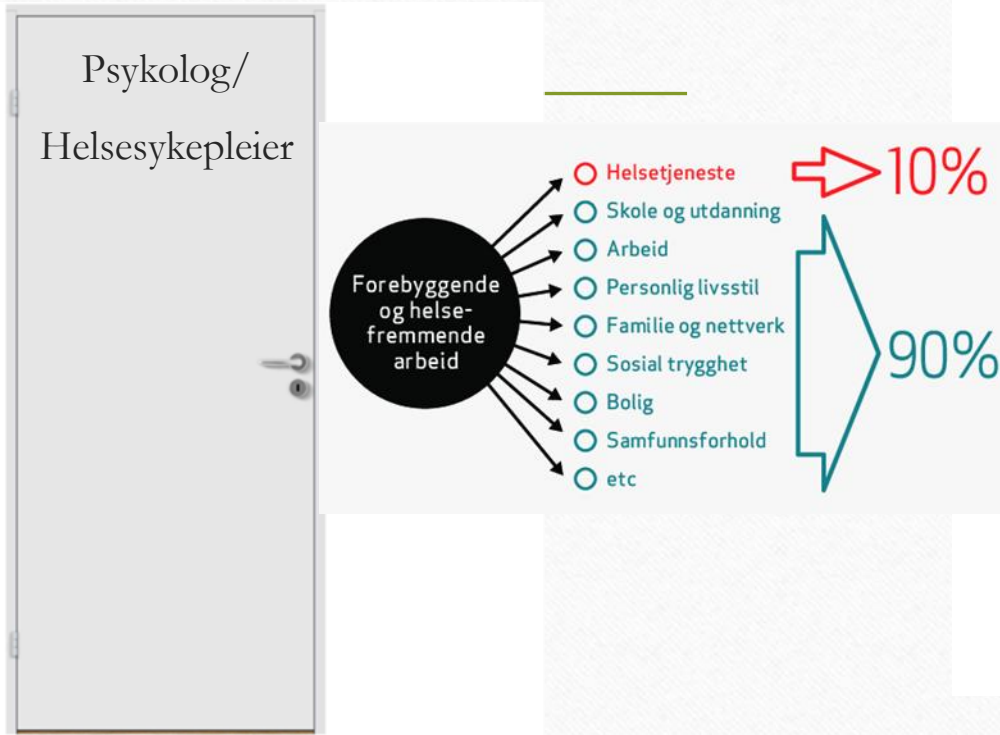 Psykolog/
Helsesykepleier
Forebyggende
og helse-
fremmende
arbeid
Helsetjeneste
Skole og utdanning
Arbeid
Personlig livsstil
Familie og nettverk
Sosial trygghet
Bolig
Samfunnsforhold
etc
10%
90%